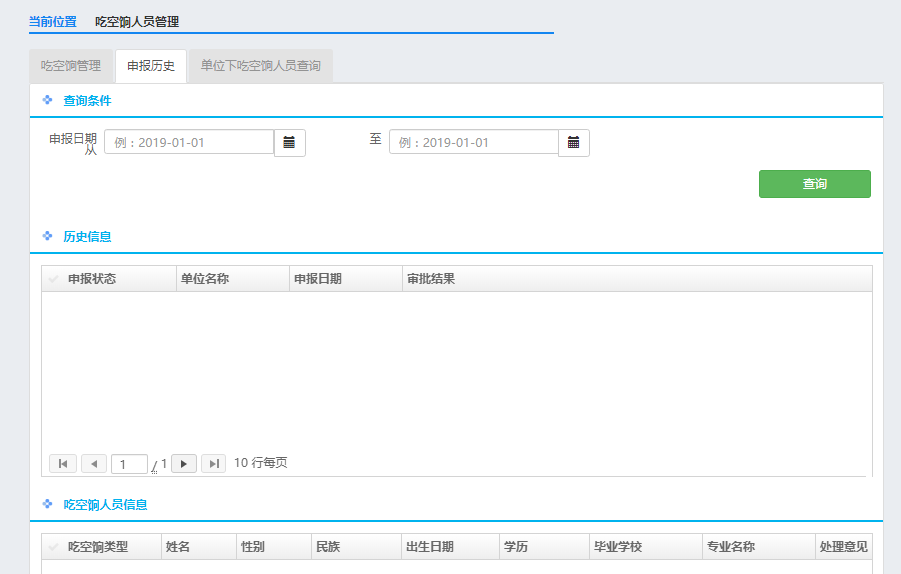 当前位置 吃空饷人员管理
吃空饷管理 申报历史 单位下吃空饷人员查询
查询条件
申报日期从 例：2019-01-01 至 例：2019-01-01
查询
历史信息
申报状态 单位名称 申报日期 审批结果
1 / 1 10 行每页
吃空饷人员信息
吃空饷类型 姓名 性别 民族 出生日期 学历 毕业学校 专业名称 处理意见